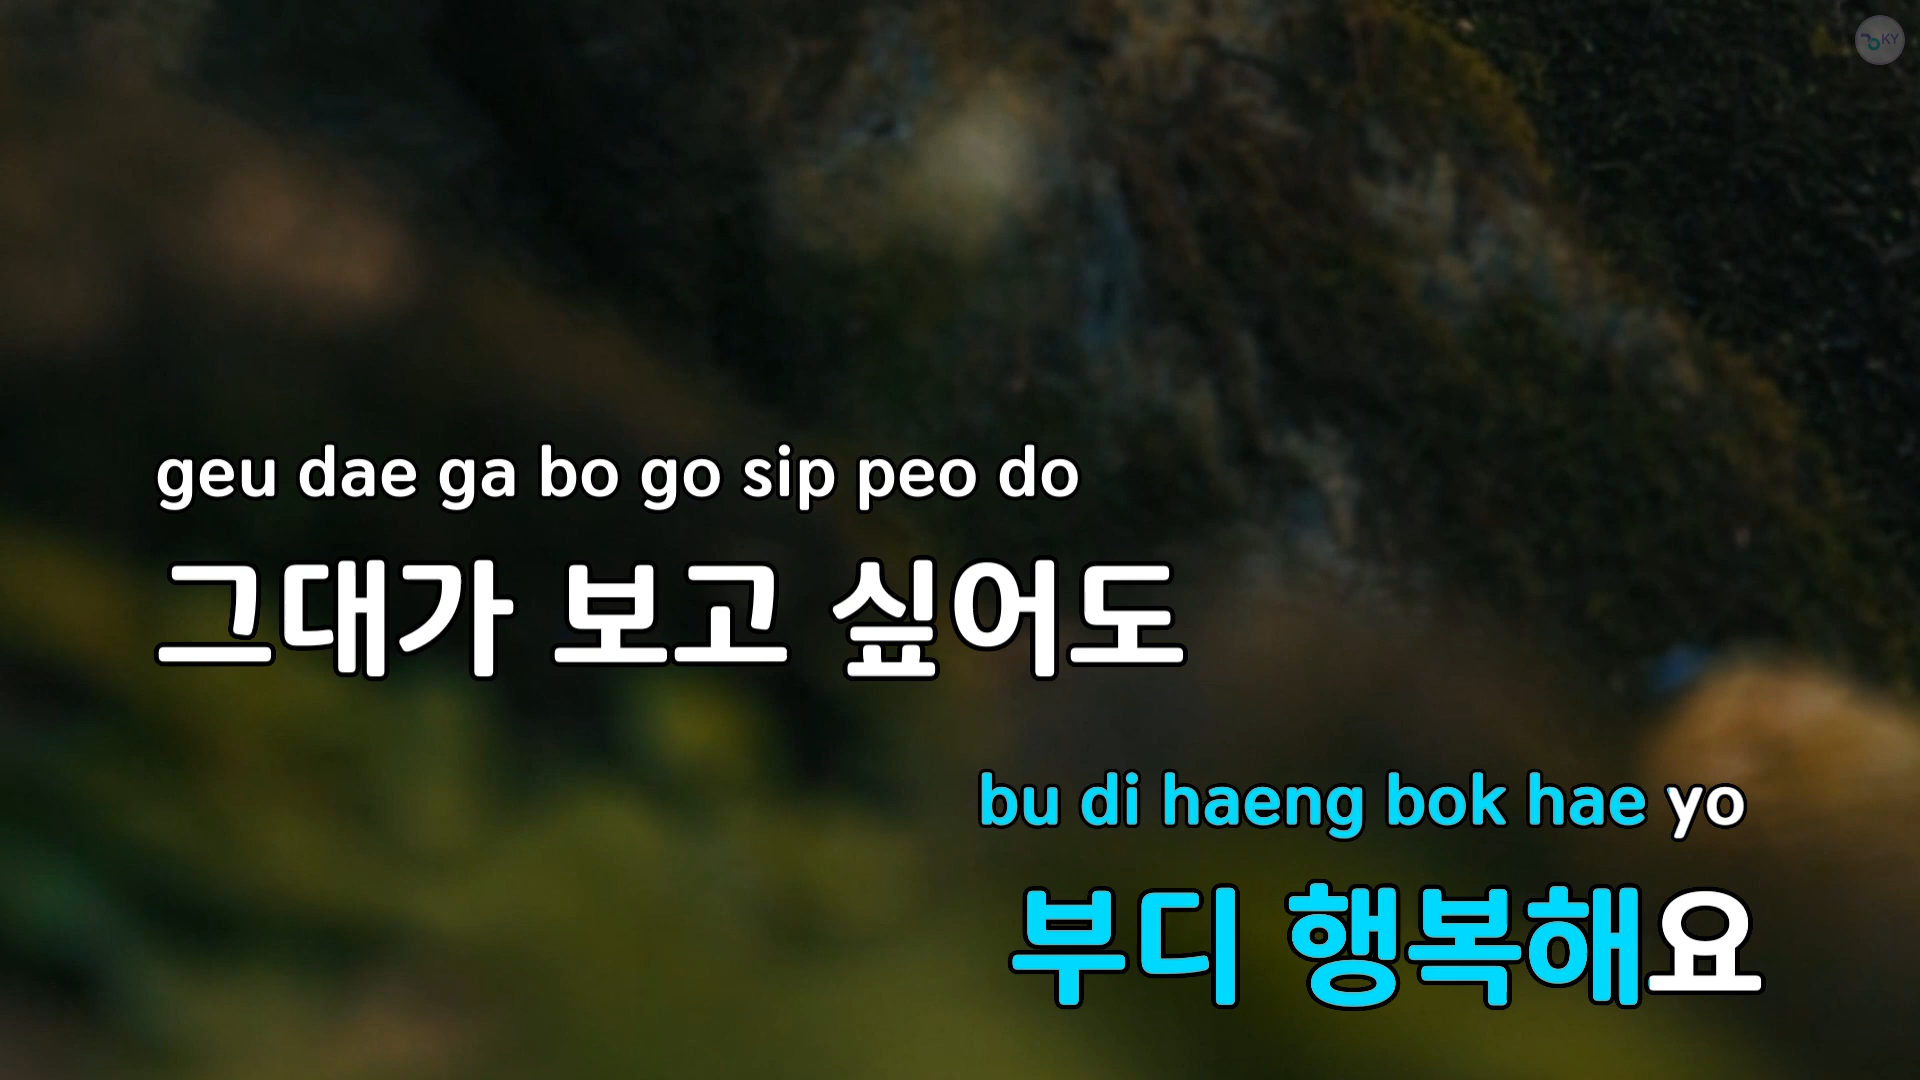 KY
geu dae ga bo go sip peo do
그대가 보고 싶어도
bu di haeng bok hae yo
부디 행복해요